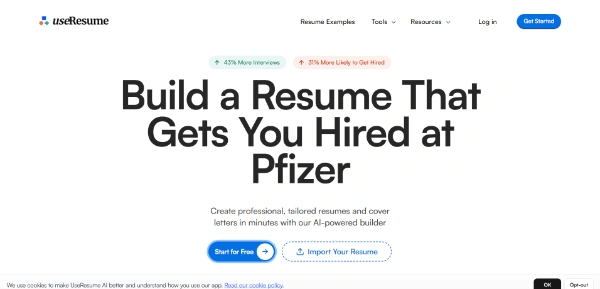 useResume
Resume Examples
Tools
Resources
Log in
Get Started
43% More Interviews
31% More Likely to Get Hired
Build a Resume That
Gets You Hired at
Pfizer
Create professional, tailored resumes and cover
letters in minutes with our AI-powered builder
Start for Free
Import Your Resume
We use cookies to make UseResume AI better and understand how you use our app. Read our cookie policy.
OK
Opt-out